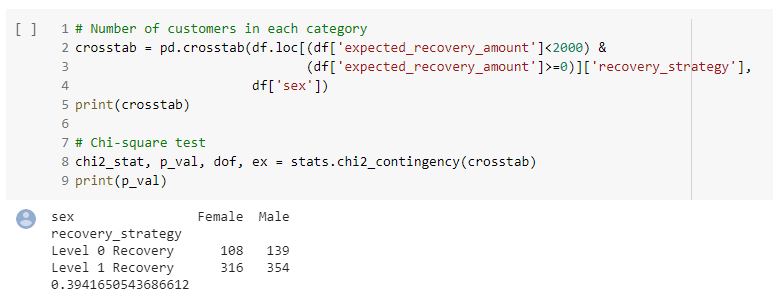 [ ] 1 # Number of customers in each category
2 crosstab = pd.crosstab(df.loc[(df['expected_recovery_amount']<2000) &
3 (df['expected_recovery_amount']>=0)]['recovery_strategy'],
4 df['sex'])
5 print(crosstab)
6
7 # Chi-square test
8 chi2_stat, p_val, dof, ex = stats.chi2_contingency(crosstab)
9 print(p_val)
sex Female Male
recovery_strategy
Level 0 Recovery 108 139
Level 1 Recovery 316 354
0.3941650543686612